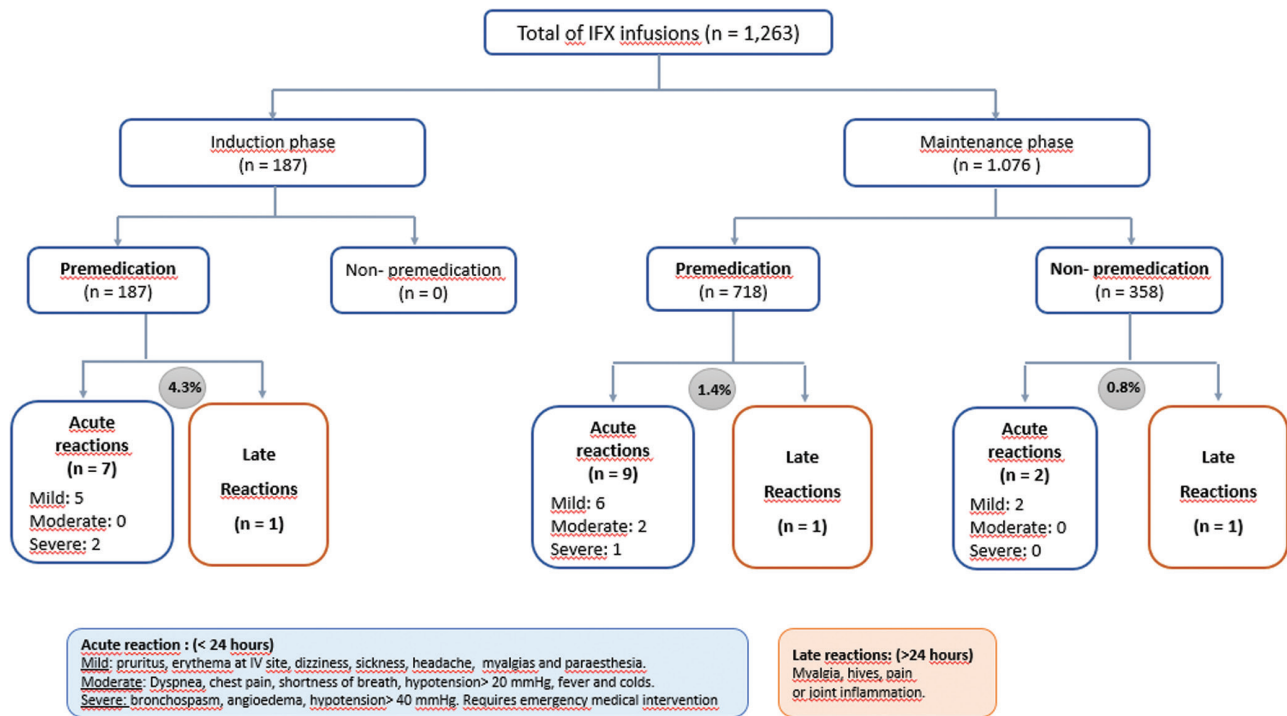 Total of IFX infusions (n = 1,263)
Induction phase
(n = 187)
Maintenance phase
(n = 1.076 )
Premedication
(n = 187)
Non- premedication
(n = 0)
Premedication
(n = 718)
Non- premedication
(n = 358)
4.3%
1.4%
0.8%
Acute
reactions
(n = 7)
Mild: 5
Moderate: 0
Severe: 2
Late
Reactions
(n = 1)
Acute
reactions
(n = 9)
Mild: 6
Moderate: 2
Severe: 1
Late
Reactions
(n = 1)
Acute
reactions
(n = 2)
Mild: 2
Moderate: 0
Severe: 0
Late
Reactions
(n = 1)
Acute reaction : (< 24 hours)
Mild: pruritus, erythema at IV site, dizziness, sickness, headache, myalgias and paraesthesia.
Moderate: Dyspnea, chest pain, shortness of breath, hypotension> 20 mmHg, fever and colds.
Severe: bronchospasm, angioedema, hypotension> 40 mmHg. Requires emergency medical intervention
Late reactions: (>24 hours)
Myalgia, hives, pain
or joint inflammation.